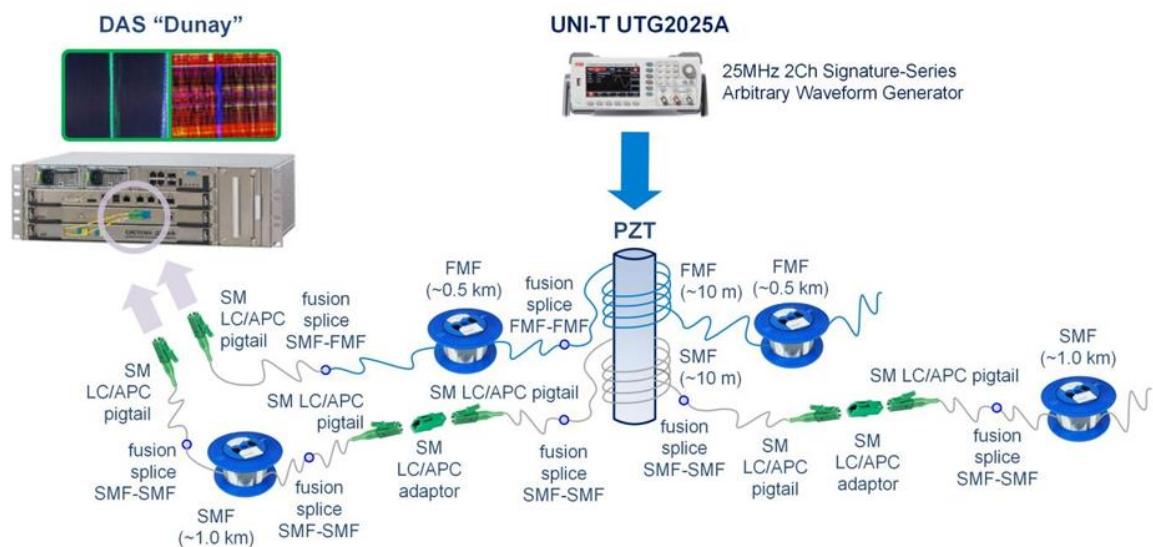 DAS “Dunay”
UNI-T UTG2025A
25MHz 2Ch Signature-Series
Arbitrary Waveform Generator
PZT
FMF
(~0.5 km)
fusion
splice
FMF-FMF
FMF
(~10 m)
FMF
(~0.5 km)
SM
LC/APC
pigtail
fusion
splice
SMF-FMF
SMF
(~1.0 km)
SMF
(~10 m)
SM
LC/APC
pigtail
SM LC/APC
pigtail
SM LC/APC pigtail
SM LC/APC pigtail
fusion
splice
SMF-SMF
SMF
(~1.0 km)
fusion
splice
SMF-SMF
SM
LC/APC
adaptor
fusion
splice
SMF-SMF
fusion
splice
SMF-SMF
SM
LC/APC
pigtail
SM
LC/APC
adaptor
fusion
splice
SMF-SMF